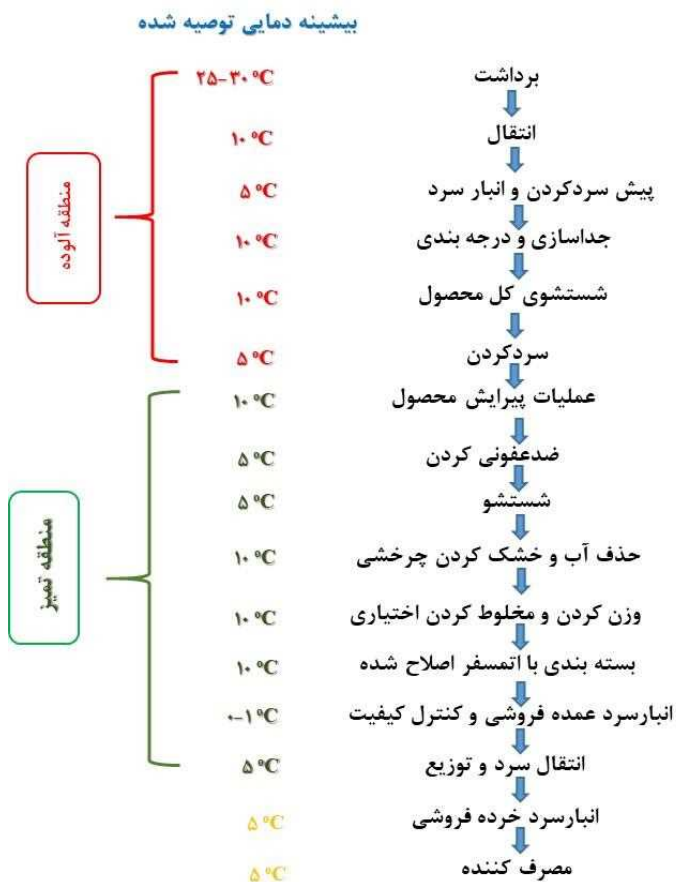 بیشینه دمایی توصیه شده
برداشت ۲۵-۳۰ °C
انتقال ۱۰ °C
پیش سردکردن و انبار سرد ۵ °C
جداسازی و درجه بندی ۱۰ °C
شستشوی کل محصول ۱۰ °C
سردکردن ۵ °C
منطقه آلوده
عملیات پیرایش محصول ۱۰ °C
ضدعفونی کردن ۵ °C
شستشو ۵ °C
حذف آب و خشک کردن چرخشی ۱۰ °C
وزن کردن و مخلوط کردن اختیاری ۱۰ °C
بسته بندی با اتمسفر اصلاح شده ۱۰ °C
انبارسرد عمده فروشی و کنترل کیفیت ۰-۱ °C
انتقال سرد و توزیع ۵ °C
منطقه تمیز
انبارسرد خرده فروشی ۵ °C
مصرف کننده ۵ °C